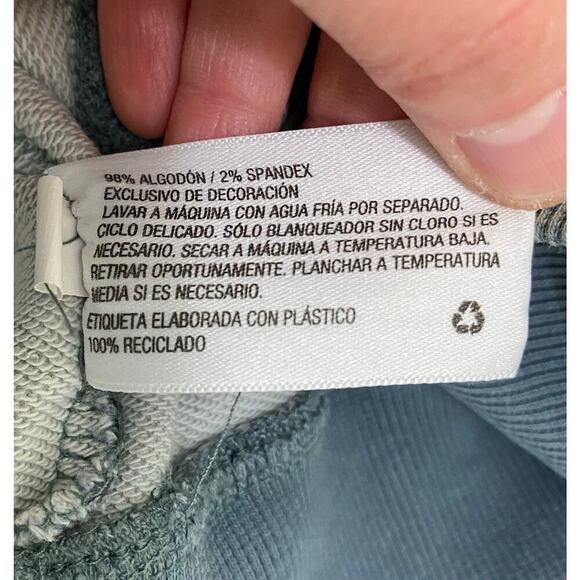 98% ALGODÓN / 2% SPANDEX
EXCLUSIVO DE DECORACIÓN
LAVAR A MÁQUINA CON AGUA FRÍA POR SEPARADO.
CICLO DELICADO. SÓLO BLANQUEADOR SIN CLORO SI ES
NECESARIO. SECAR A MÁQUINA A TEMPERATURA BAJA.
RETIRAR OPORTUNAMENTE. PLANCHAR A TEMPERATURA
MEDIA SI ES NECESARIO.
ETIQUETA ELABORADA CON PLÁSTICO
100% RECICLADO